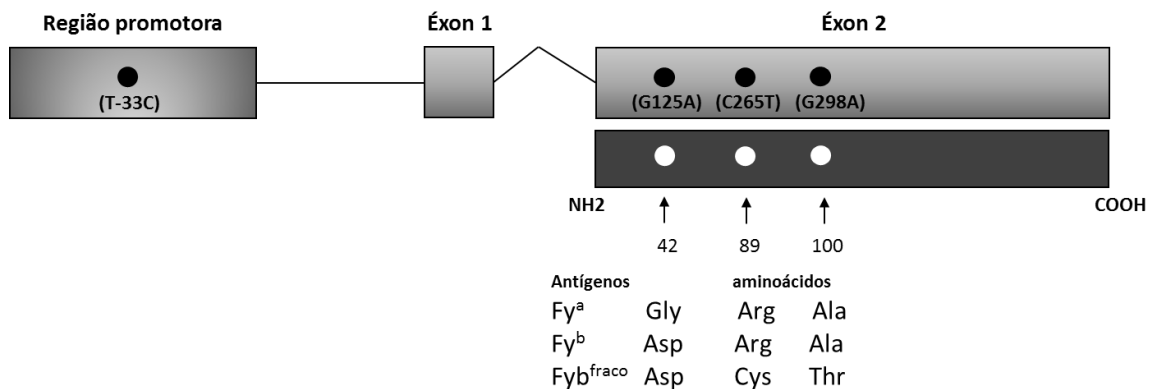 Região promotora Éxon 1 Éxon 2
(T-33C) (G125A) (C265T) (G298A)
NH2 COOH
42 89 100
Antígenos aminoácidos
Fyᵃ Gly Arg Ala
Fyᵇ Asp Arg Ala
Fybᶠʳᵃᶜᵒ Asp Cys Thr